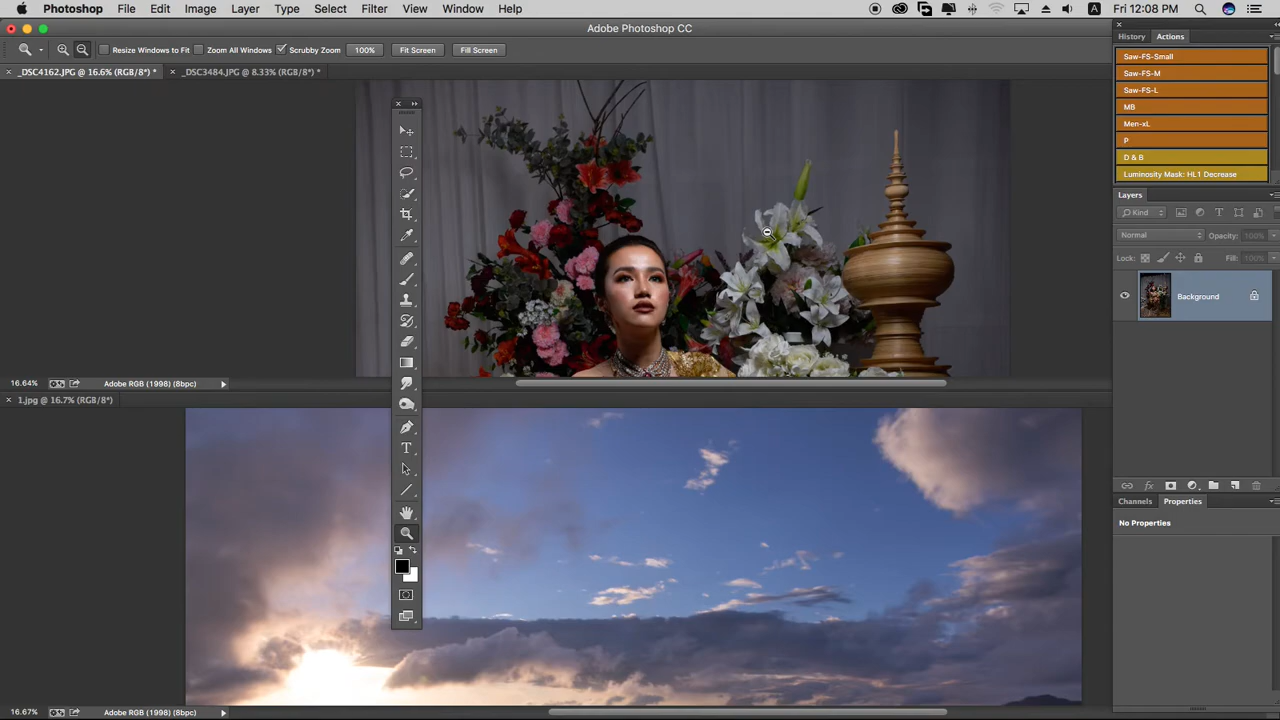 Photoshop File Edit Image Layer Type Select Filter View Window Help A Fri 12:08 PM
Adobe Photoshop CC
Resize Windows to Fit Zoom All Windows Scrubby Zoom 100% Fit Screen Fill Screen
_DSC4162.JPG @ 16.6% (RGB/8*) * _DSC3484.JPG @ 8.33% (RGB/8*) *
16.64% Adobe RGB (1998) (8bpc)
1.jpg @ 16.7% (RGB/8*)
16.67% Adobe RGB (1998) (8bpc)
T
History Actions
Saw-FS-Small
Saw-FS-M
Saw-FS-L
MB
Men-xL
P
D & B
Luminosity Mask: HL1 Decrease
Layers
Kind T
Normal Opacity: 100%
Lock: Fill: 100%
Background
fx
Channels Properties
No Properties